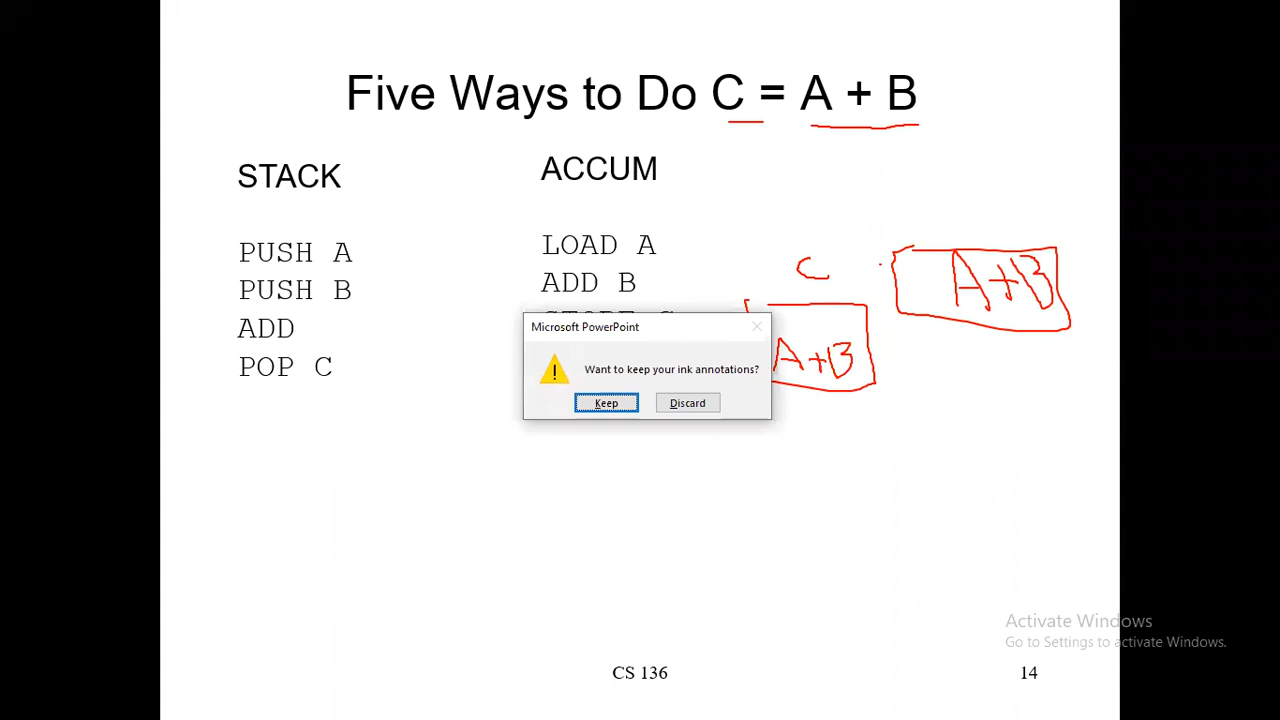 Five Ways to Do C = A + B
STACK
PUSH A
PUSH B
ADD
POP C
ACCUM
LOAD A
ADD B
C
A+B
A+B
Microsoft PowerPoint
Want to keep your ink annotations?
Keep
Discard
Activate Windows
Go to Settings to activate Windows.
CS 136
14